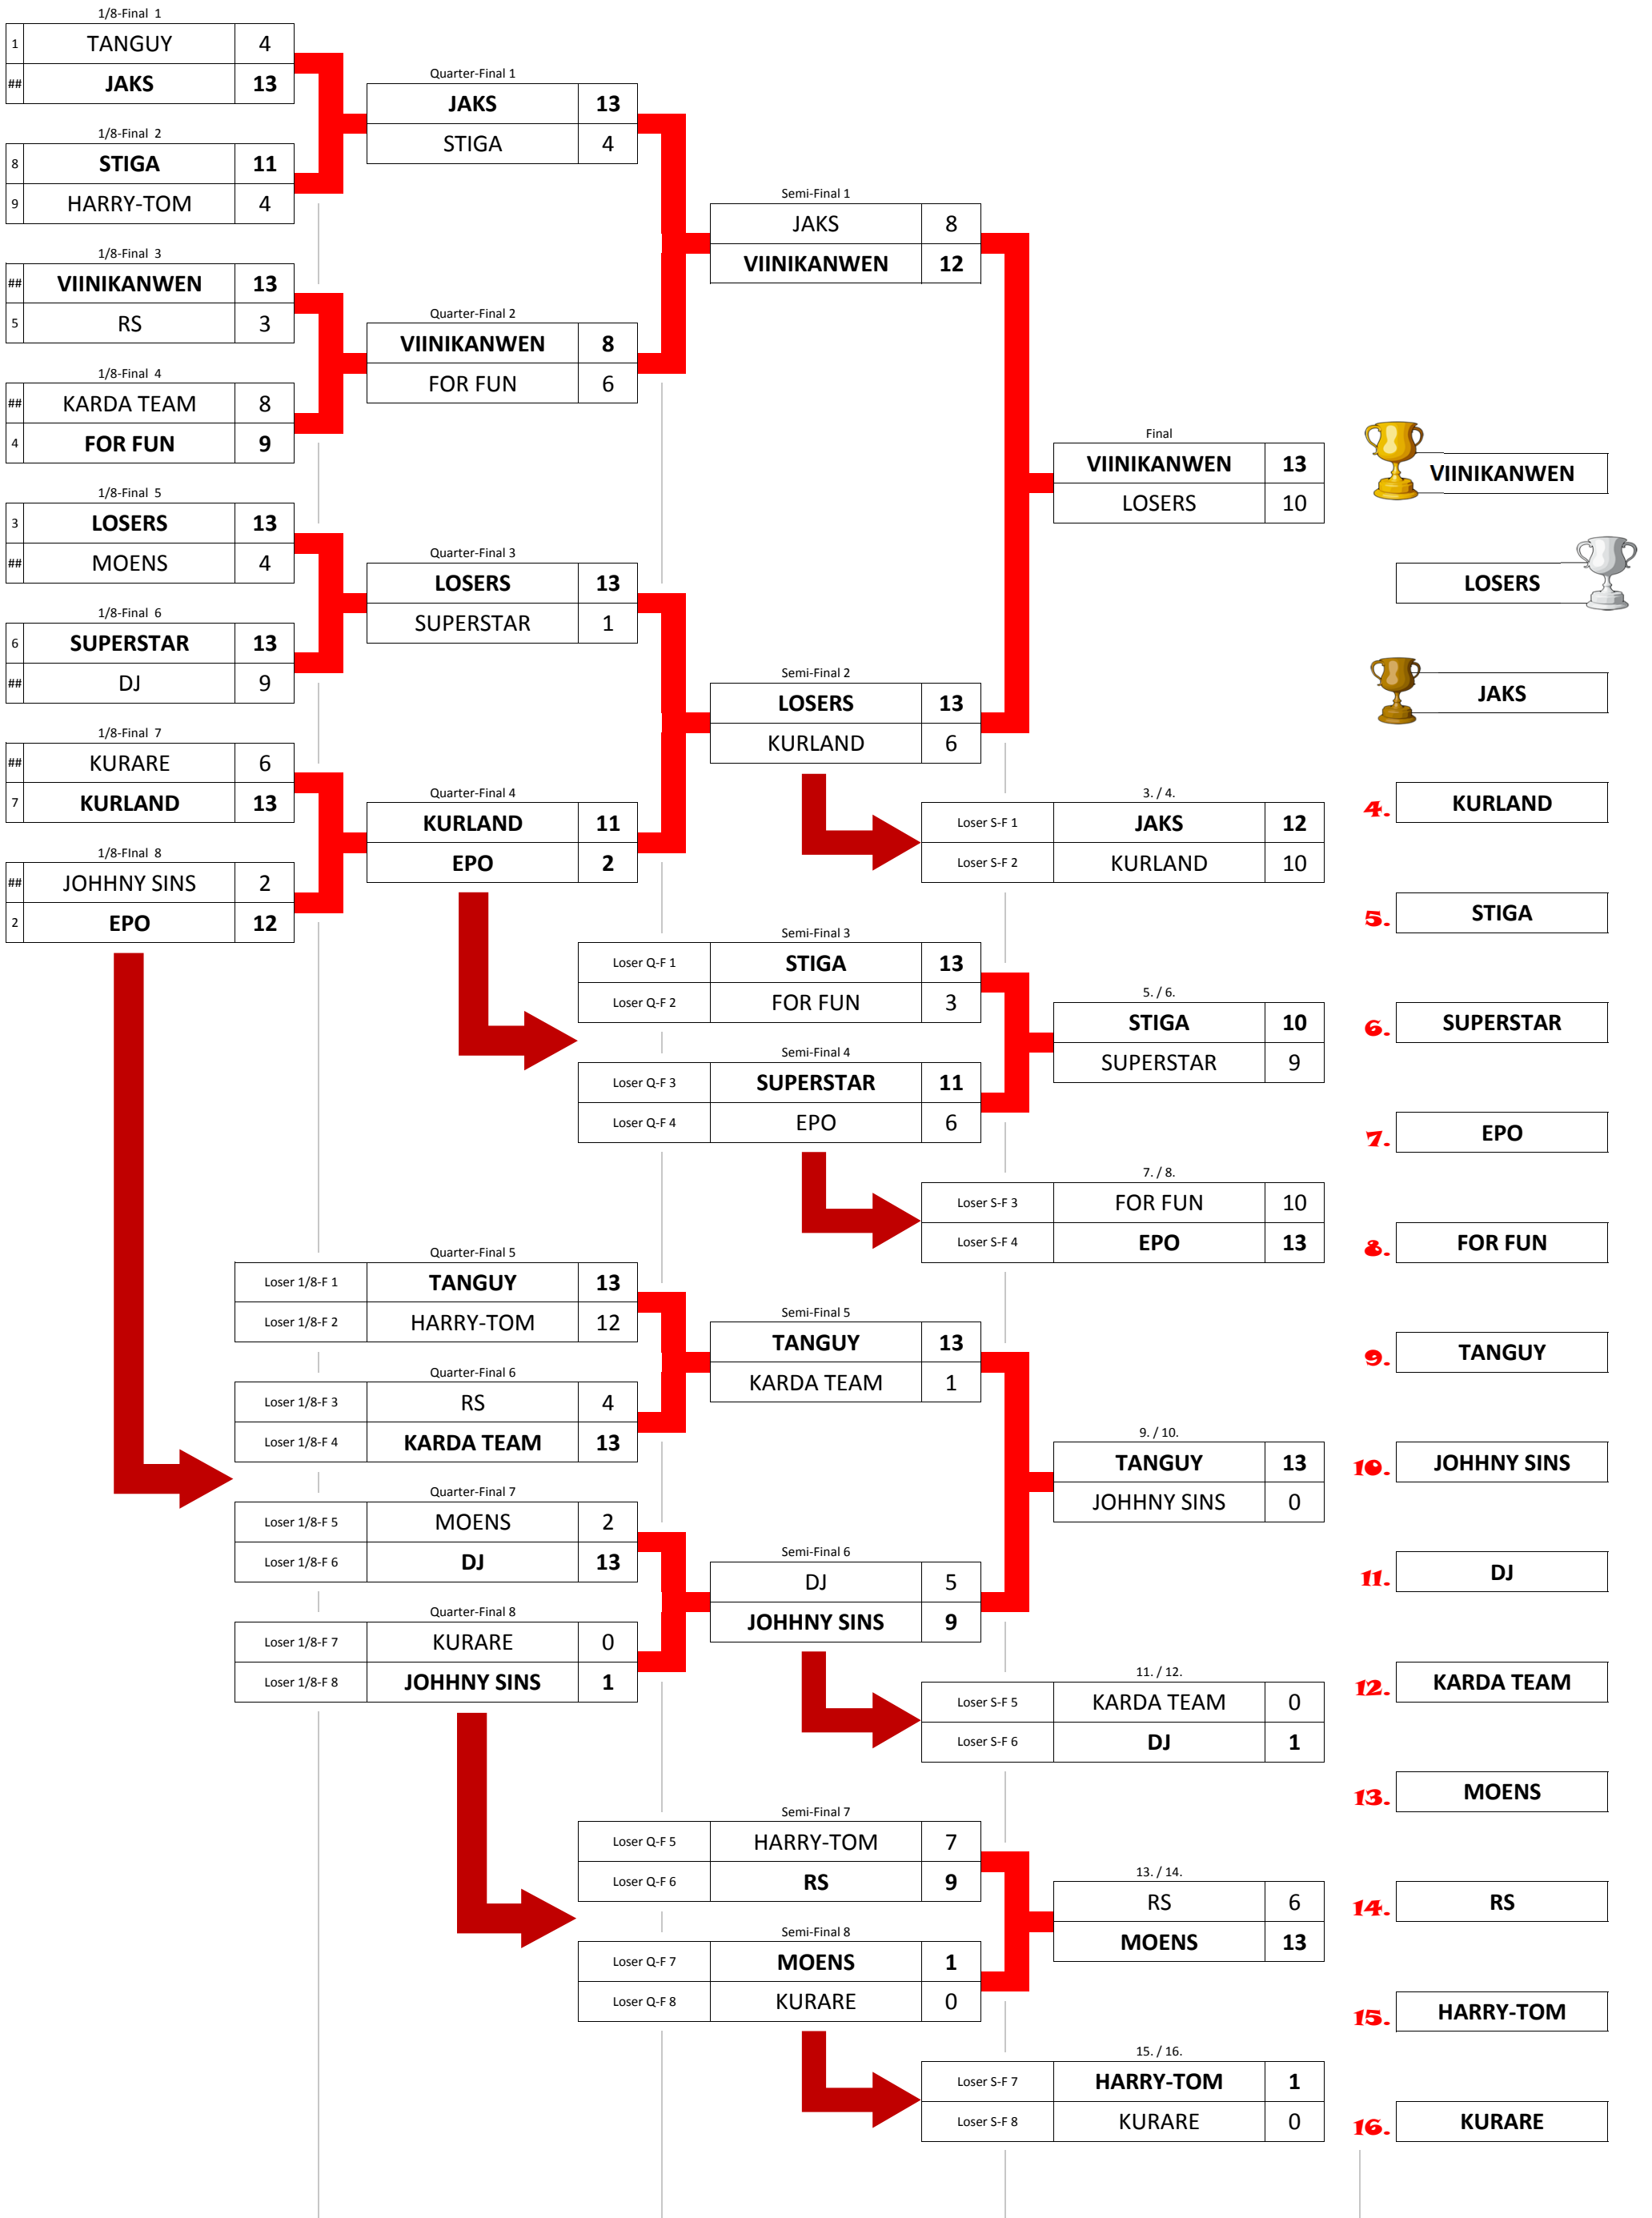 1/8-Final 1
1 TANGUY 4
## JAKS 13
1/8-Final 2
8 STIGA 11
9 HARRY-TOM 4
1/8-Final 3
## VIINIKANWEN 13
5 RS 3
1/8-Final 4
## KARDA TEAM 8
4 FOR FUN 9
1/8-Final 5
3 LOSERS 13
## MOENS 4
1/8-Final 6
6 SUPERSTAR 13
## DJ 9
1/8-Final 7
## KURARE 6
7 KURLAND 13
1/8-FInal 8
## JOHHNY SINS 2
2 EPO 12
Quarter-Final 1
JAKS 13
STIGA 4
Quarter-Final 2
VIINIKANWEN 8
FOR FUN 6
Quarter-Final 3
LOSERS 13
SUPERSTAR 1
Quarter-Final 4
KURLAND 11
EPO 2
Semi-Final 1
JAKS 8
VIINIKANWEN 12
Semi-Final 2
LOSERS 13
KURLAND 6
Final
VIINIKANWEN 13
LOSERS 10
3. / 4.
Loser S-F 1 JAKS 12
Loser S-F 2 KURLAND 10
Semi-Final 3
Loser Q-F 1 STIGA 13
Loser Q-F 2 FOR FUN 3
Semi-Final 4
Loser Q-F 3 SUPERSTAR 11
Loser Q-F 4 EPO 6
5. / 6.
STIGA 10
SUPERSTAR 9
7. / 8.
Loser S-F 3 FOR FUN 10
Loser S-F 4 EPO 13
Quarter-Final 5
Loser 1/8-F 1 TANGUY 13
Loser 1/8-F 2 HARRY-TOM 12
Quarter-Final 6
Loser 1/8-F 3 RS 4
Loser 1/8-F 4 KARDA TEAM 13
Quarter-Final 7
Loser 1/8-F 5 MOENS 2
Loser 1/8-F 6 DJ 13
Quarter-Final 8
Loser 1/8-F 7 KURARE 0
Loser 1/8-F 8 JOHHNY SINS 1
Semi-Final 5
TANGUY 13
KARDA TEAM 1
Semi-Final 6
DJ 5
JOHHNY SINS 9
9. / 10.
TANGUY 13
JOHHNY SINS 0
11. / 12.
Loser S-F 5 KARDA TEAM 0
Loser S-F 6 DJ 1
Semi-Final 7
Loser Q-F 5 HARRY-TOM 7
Loser Q-F 6 RS 9
Semi-Final 8
Loser Q-F 7 MOENS 1
Loser Q-F 8 KURARE 0
13. / 14.
RS 6
MOENS 13
15. / 16.
Loser S-F 7 HARRY-TOM 1
Loser S-F 8 KURARE 0
VIINIKANWEN
LOSERS
JAKS
4. KURLAND
5. STIGA
6. SUPERSTAR
7. EPO
8. FOR FUN
9. TANGUY
10. JOHHNY SINS
11. DJ
12. KARDA TEAM
13. MOENS
14. RS
15. HARRY-TOM
16. KURARE